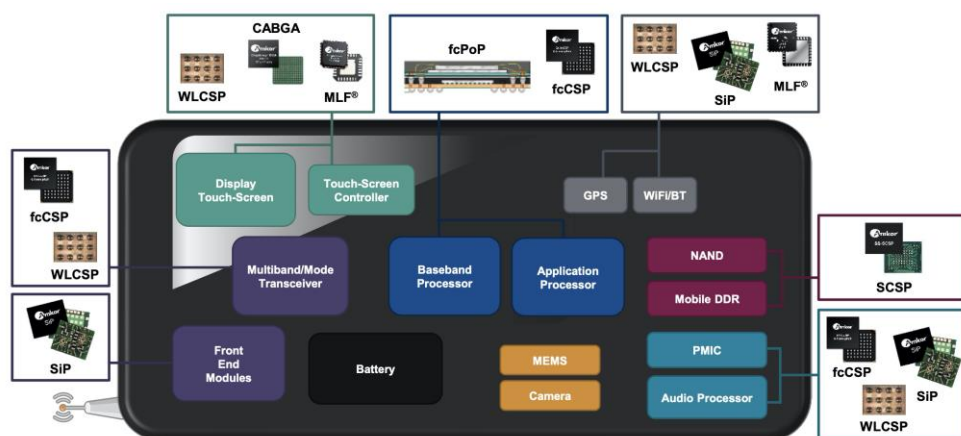 CABGA
WLCSP
MLF®
fcPoP
fcCSP
WLCSP
SiP
MLF®
Display
Touch-Screen
Touch-Screen
Controller
GPS
WiFi/BT
fcCSP
WLCSP
Multiband/Mode
Transceiver
Baseband
Processor
Application
Processor
NAND
Mobile DDR
SCSP
SiP
Front
End
Modules
Battery
MEMS
Camera
PMIC
Audio Processor
fcCSP
SiP
WLCSP